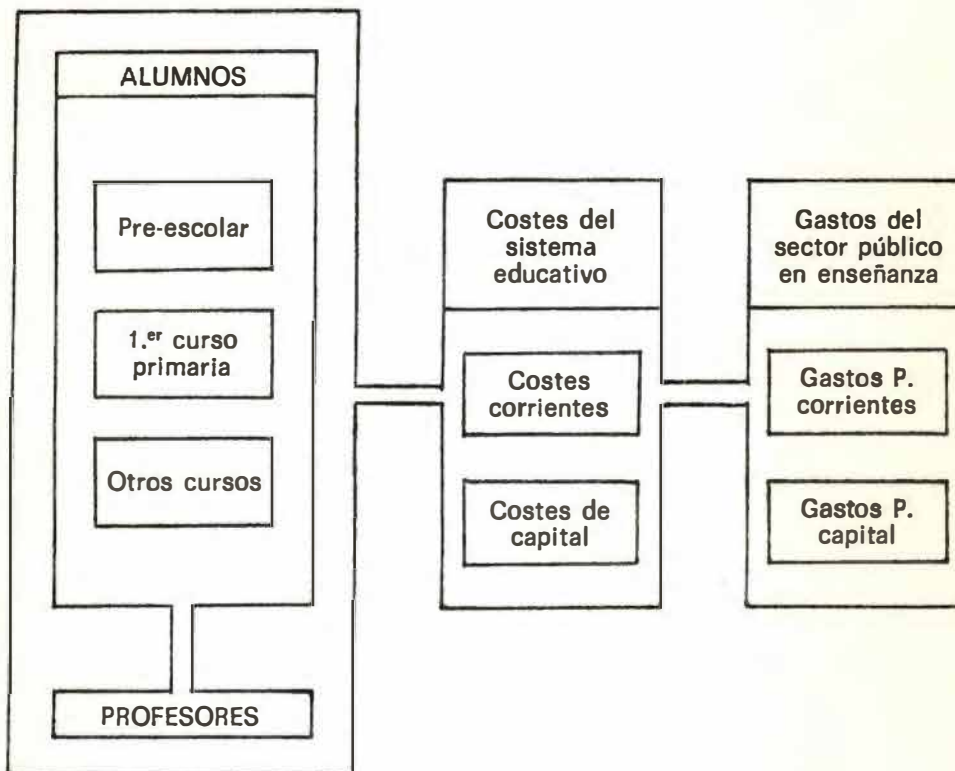 ALUMNOS
Pre-escolar
1.er curso
primaria
Otros cursos
PROFESORES
Costes del
sistema
educativo
Costes
corrientes
Costes de
capital
Gastos del
sector público
en enseñanza
Gastos P.
corrientes
Gastos P.
capital